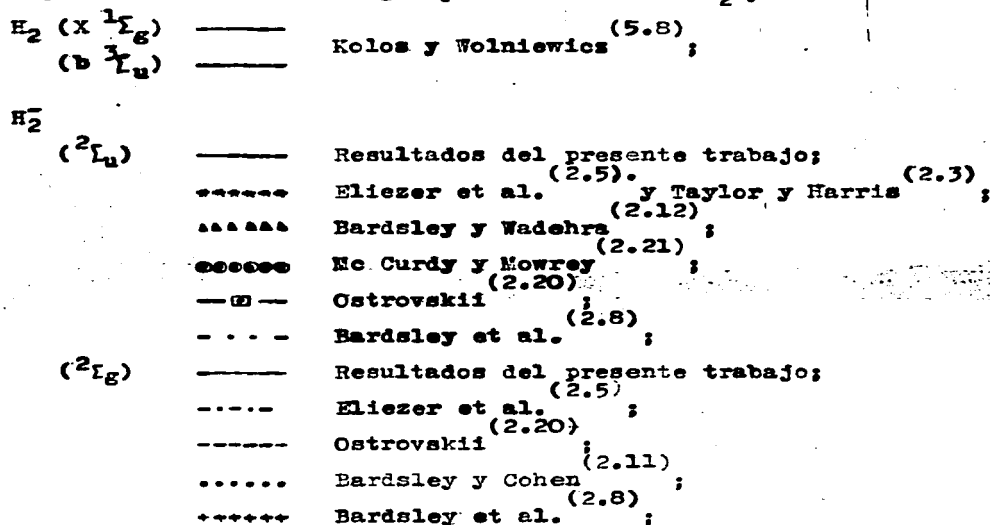 H₂ (X ¹Σg) ——— Kolos y Wolniewics(5.8);
(b ³Σu) ———
H₂⁻
(²Σu) ——— Resultados del presente trabajo;
Eliezer et al.(2.5). y Taylor y Harris(2.3);
Bardsley y Wadehra(2.12);
Mc Curdy y Mowrey(2.21);
Ostrovskii(2.20);
Bardsley et al.(2.8);
(²Σg) ——— Resultados del presente trabajo;
Eliezer et al.(2.5);
Ostrovskii(2.20);
Bardsley y Cohen(2.11);
Bardsley et al.(2.8);